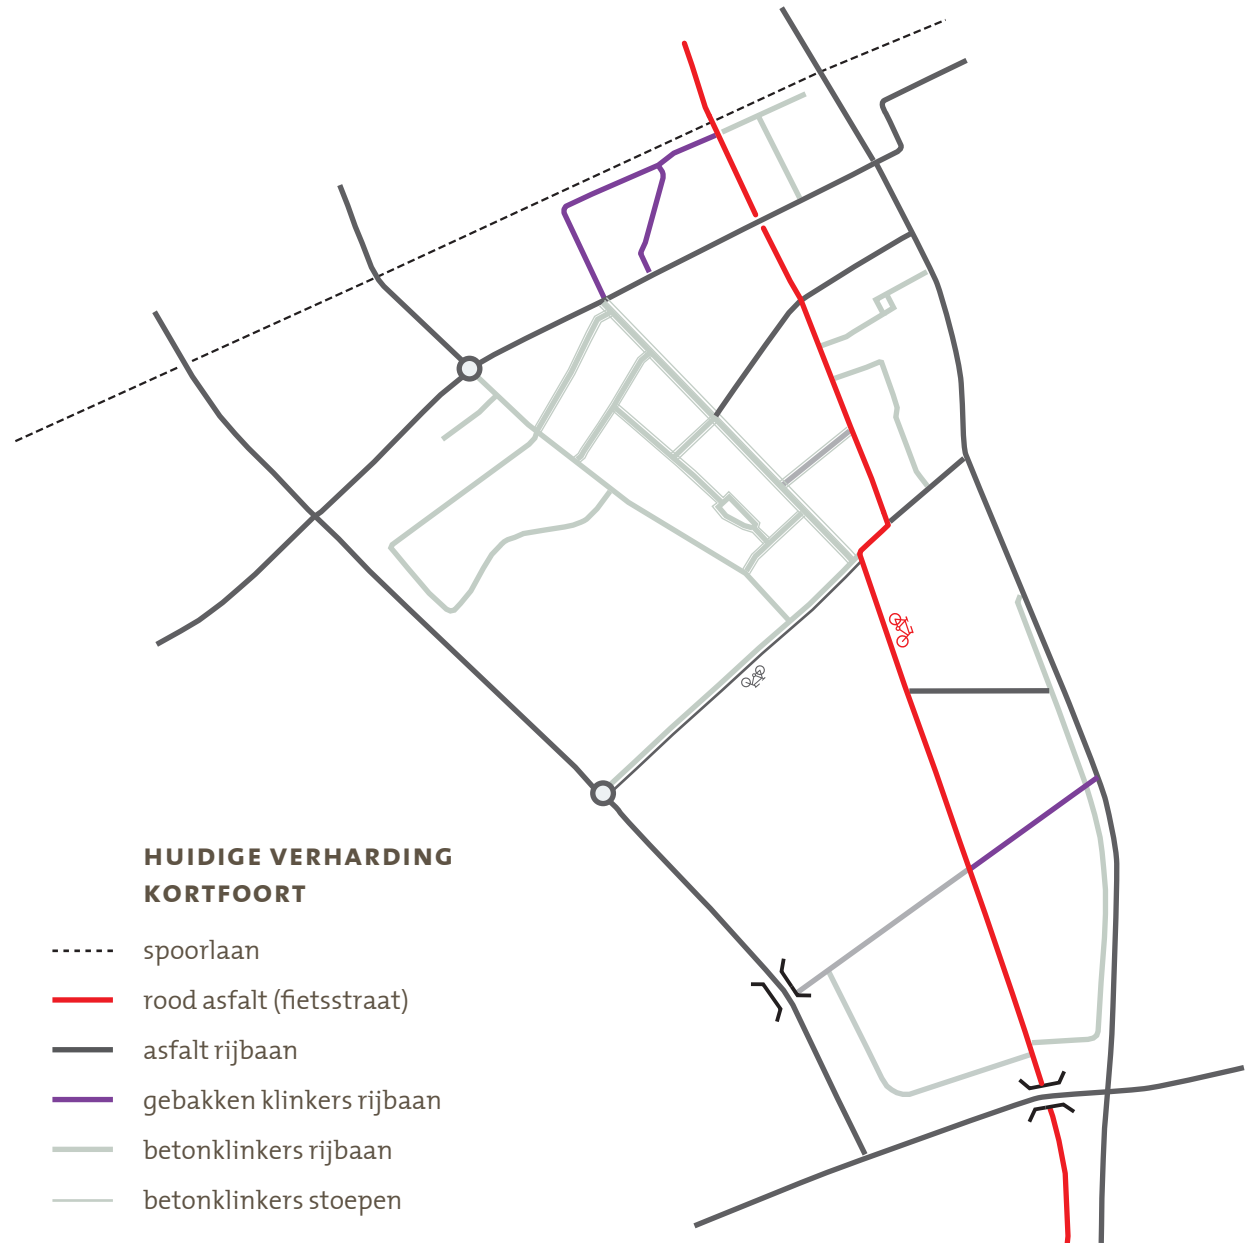 HUIDIGE VERHARDING
KORTFOORT
spoorlaan
rood asfalt (fietsstraat)
asfalt rijbaan
gebakken klinkers rijbaan
betonklinkers rijbaan
betonklinkers stoepen